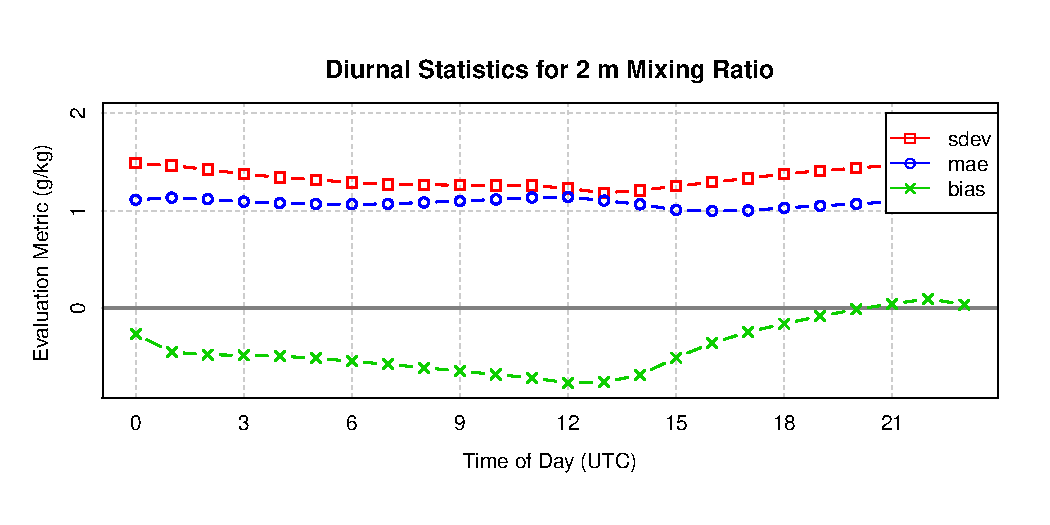 Diurnal Statistics for 2 m Mixing Ratio
Evaluation Metric (g/kg)
2
1
0
sdev
mae
bias
0 3 6 9 12 15 18 21
Time of Day (UTC)